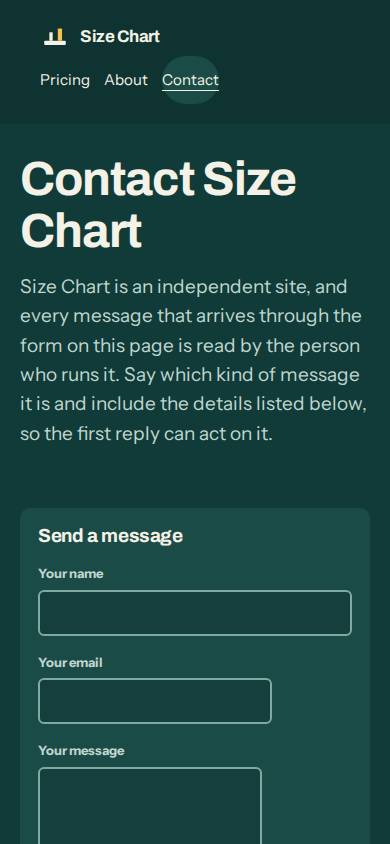 Size Chart
Pricing About Contact
Contact Size
Chart
Size Chart is an independent site, and
every message that arrives through the
form on this page is read by the person
who runs it. Say which kind of message
it is and include the details listed below,
so the first reply can act on it.
Send a message
Your name
Your email
Your message